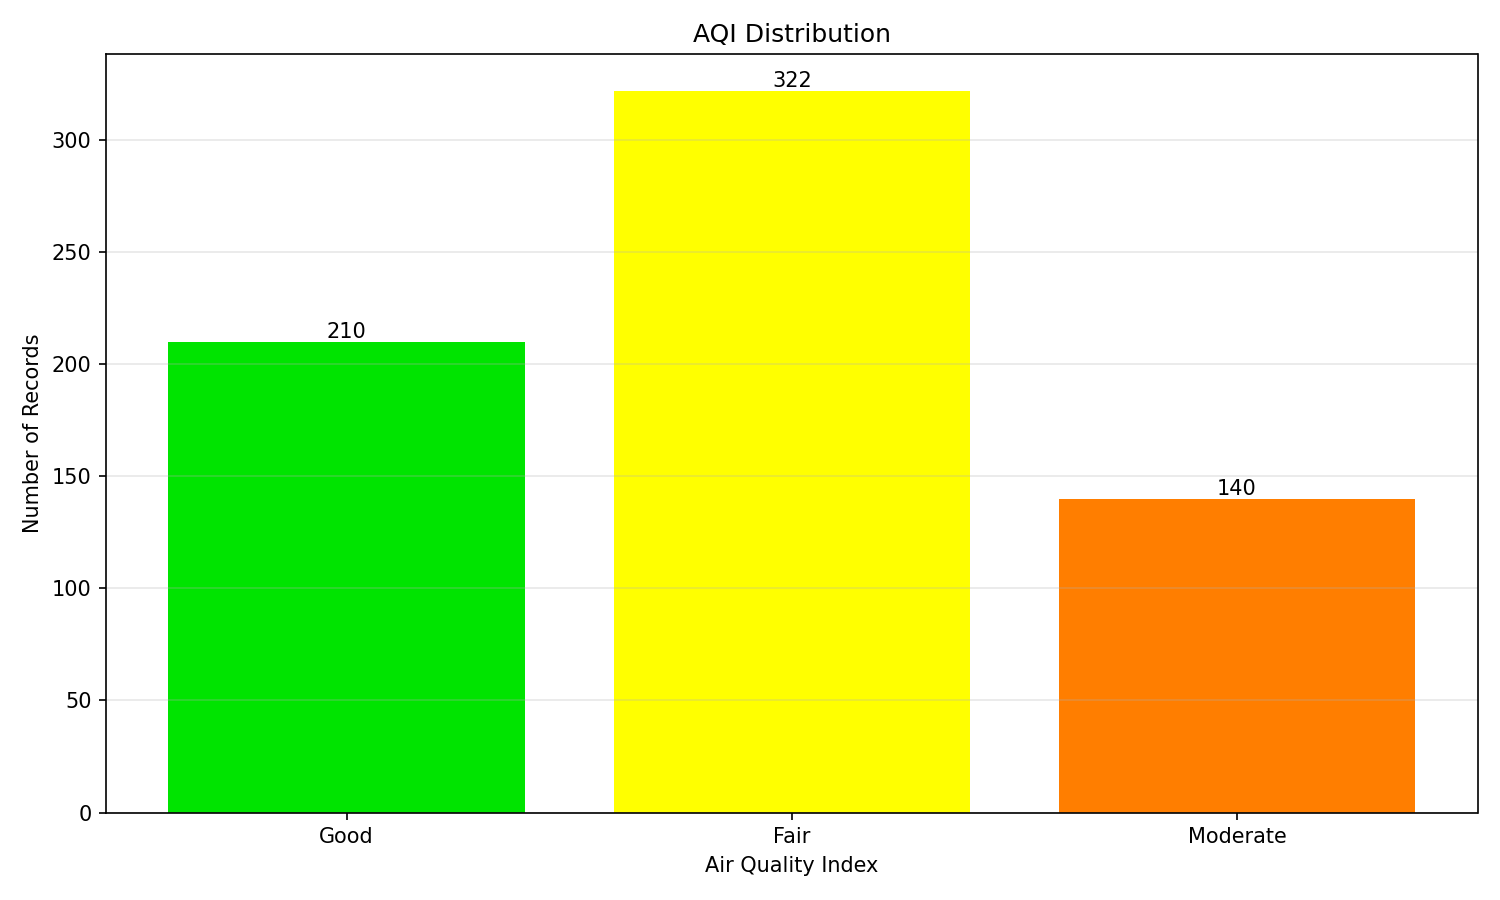 AQI Distribution
Number of Records
300
250
200
150
100
50
0
322
210
140
Good
Fair
Moderate
Air Quality Index